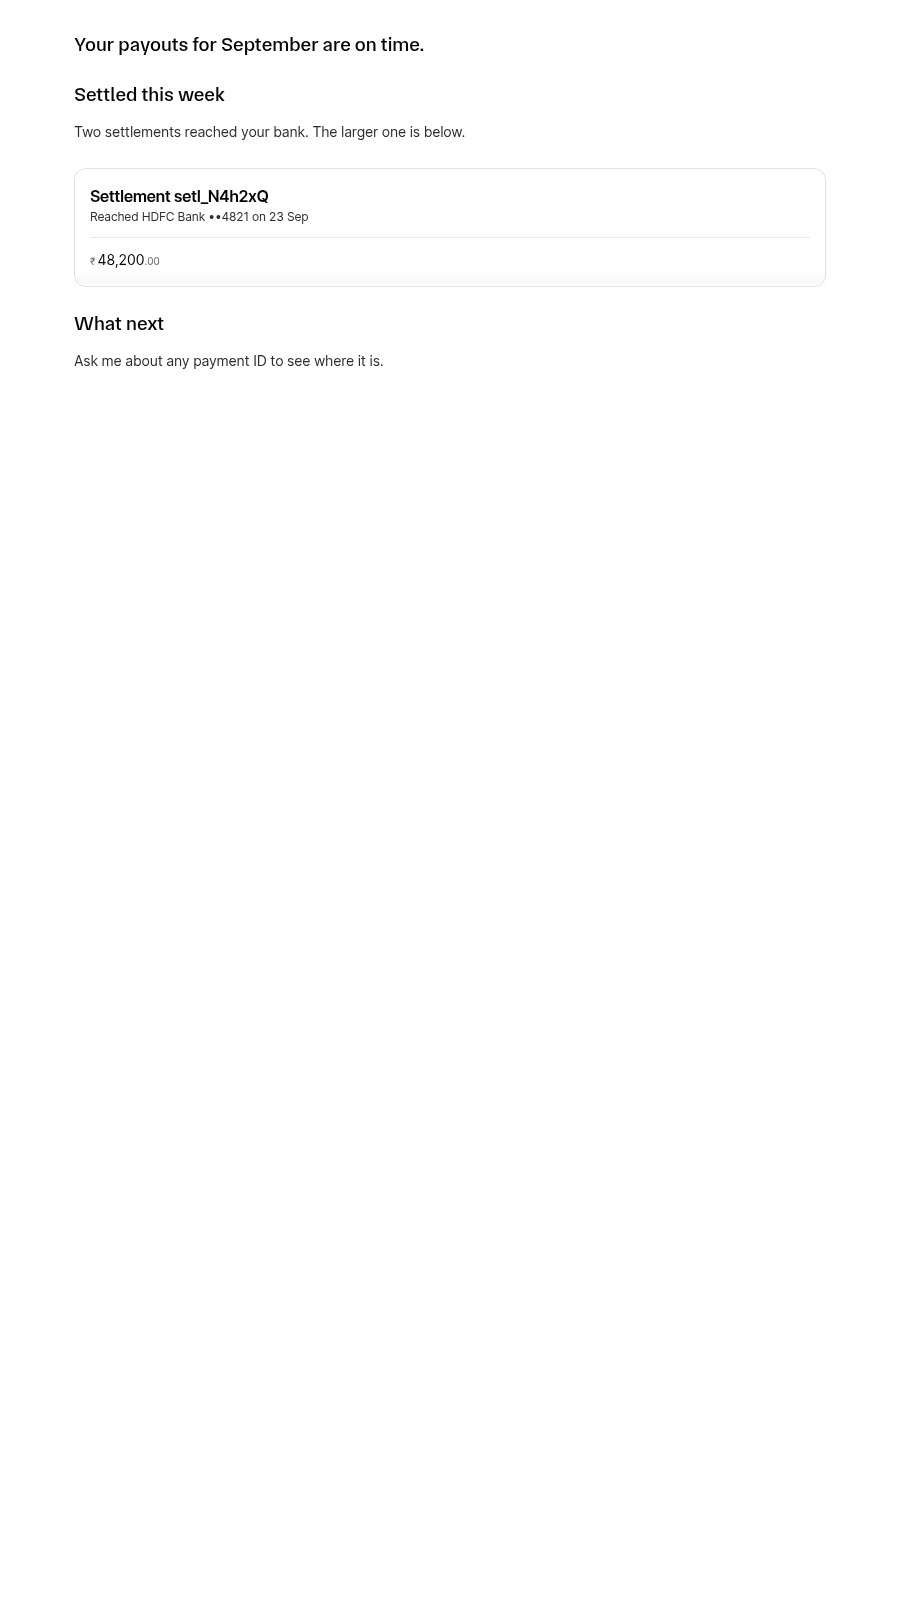 Your payouts for September are on time.
Settled this week
Two settlements reached your bank. The larger one is below.
Settlement setl_N4h2xQ
Reached HDFC Bank ••4821 on 23 Sep
₹48,200.00
What next
Ask me about any payment ID to see where it is.